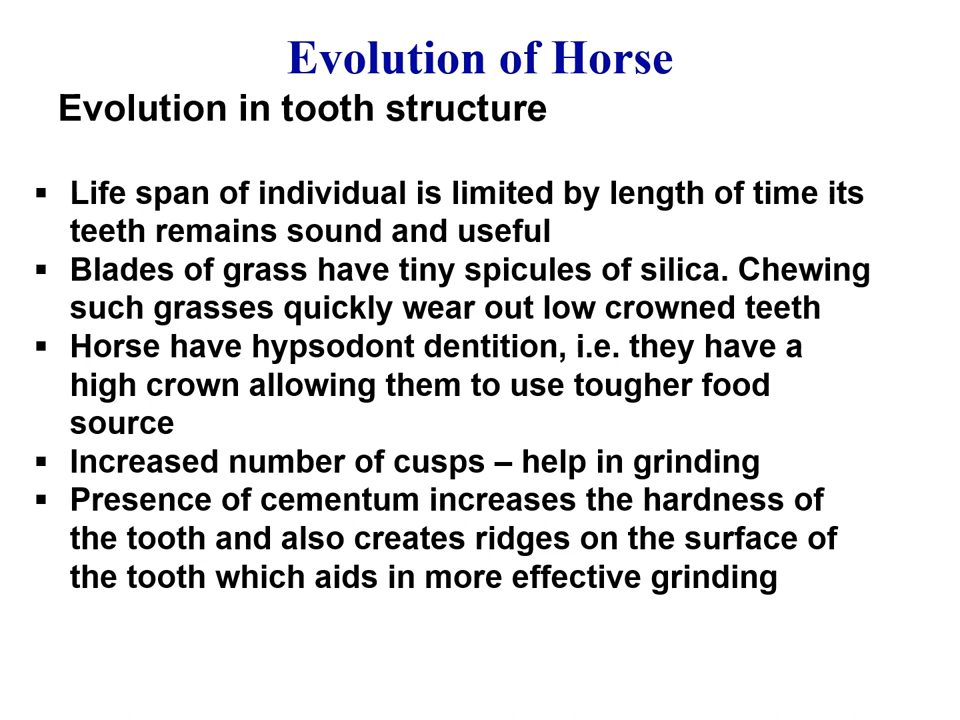 Evolution of Horse
Evolution in tooth structure
▪ Life span of individual is limited by length of time its
teeth remains sound and useful
▪ Blades of grass have tiny spicules of silica. Chewing
such grasses quickly wear out low crowned teeth
▪ Horse have hypsodont dentition, i.e. they have a
high crown allowing them to use tougher food
source
▪ Increased number of cusps – help in grinding
▪ Presence of cementum increases the hardness of
the tooth and also creates ridges on the surface of
the tooth which aids in more effective grinding